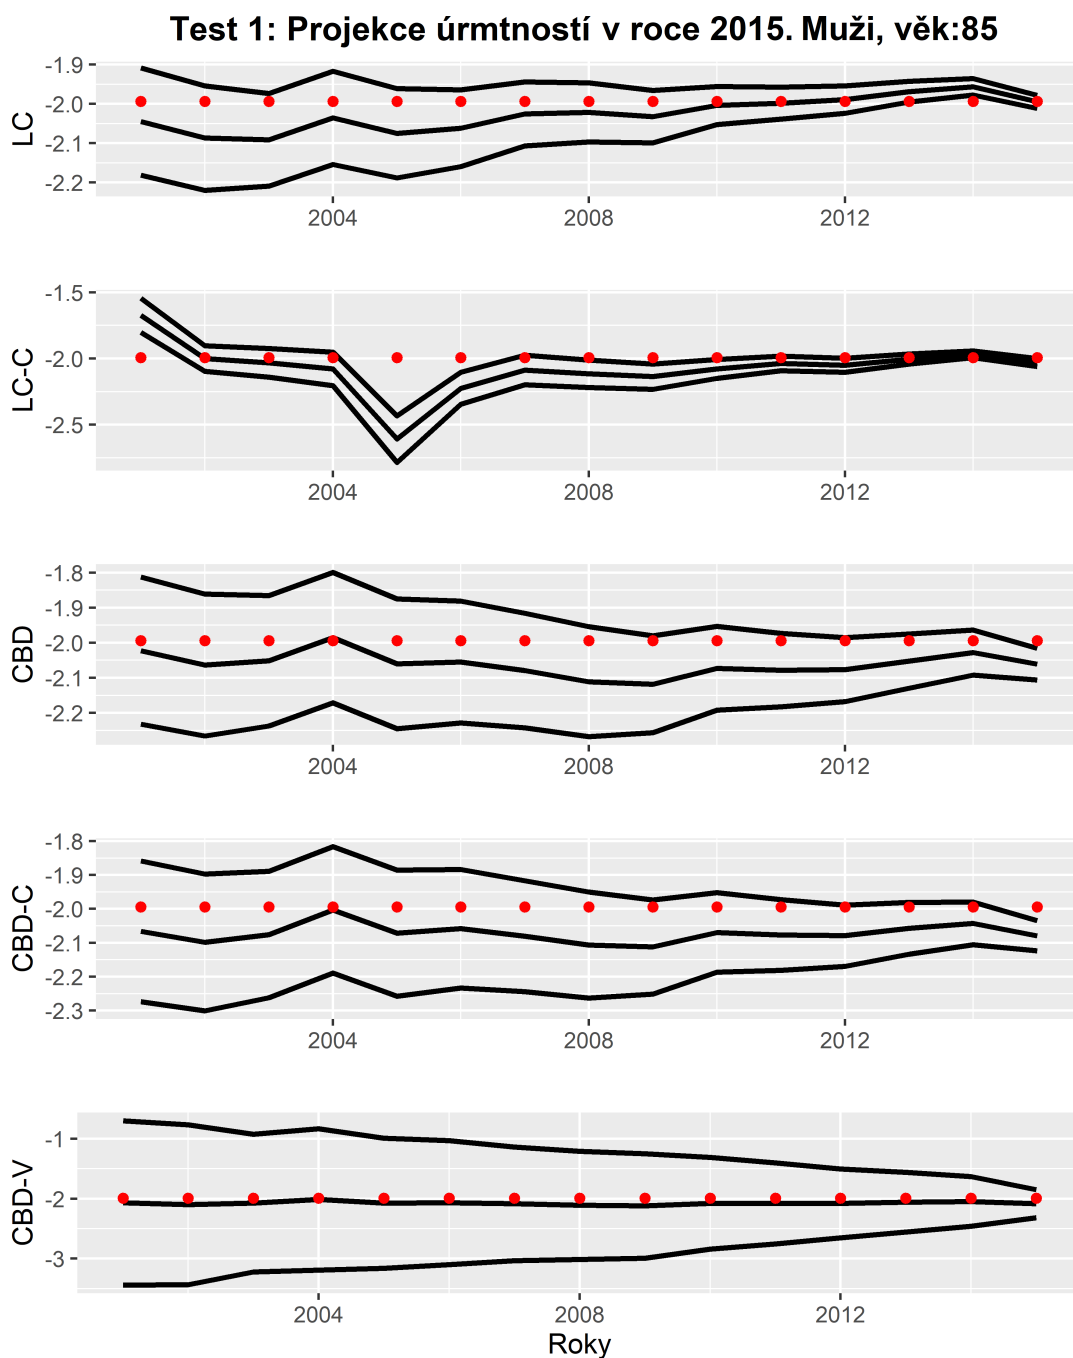 Test 1: Projekce úrmtností v roce 2015. Muži, věk:85
LC
-1.9
-2.0
-2.1
-2.2
2004 2008 2012
LC-C
-1.5
-2.0
-2.5
2004 2008 2012
CBD
-1.8
-1.9
-2.0
-2.1
-2.2
2004 2008 2012
CBD-C
-1.8
-1.9
-2.0
-2.1
-2.2
-2.3
2004 2008 2012
CBD-V
-1
-2
-3
2004 2008 2012
Roky